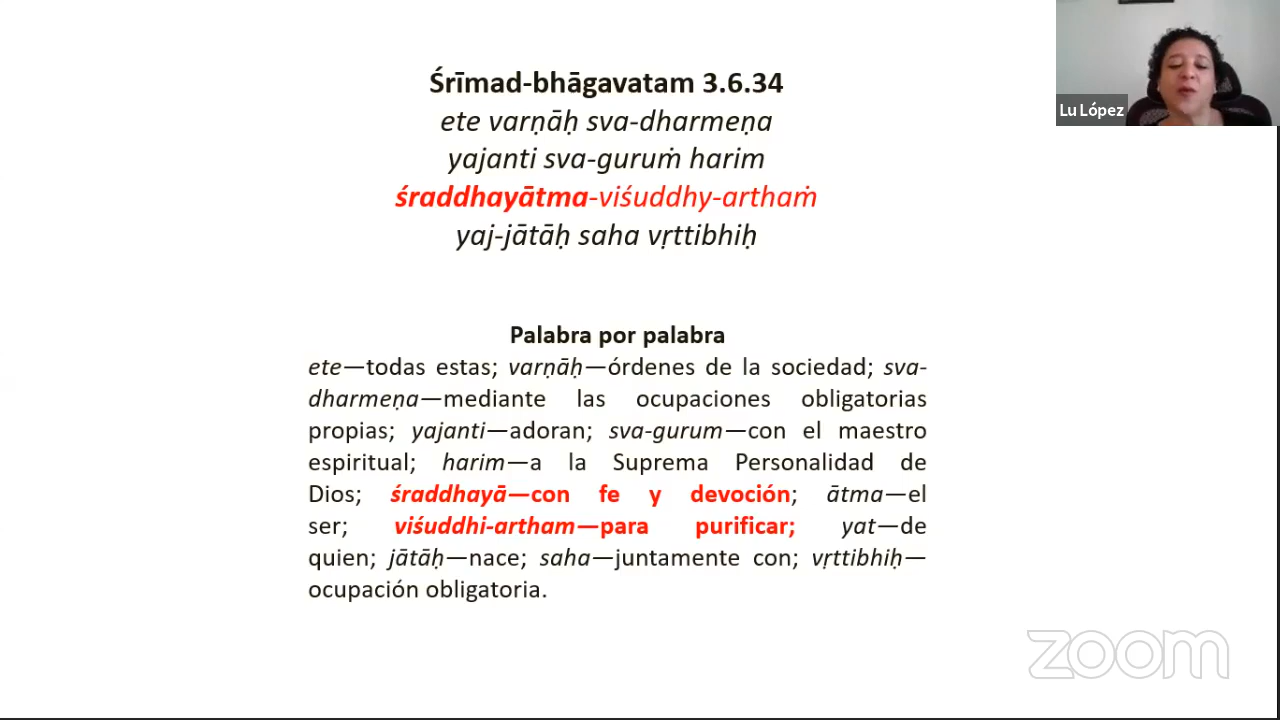 Śrīmad-bhāgavatam 3.6.34
ete varṇāḥ sva-dharmeṇa
yajanti sva-guruṁ harim
śraddhayātma-viśuddhy-arthaṁ
yaj-jātāḥ saha vṛttibhiḥ
Lu López
Palabra por palabra
ete—todas estas; varṇāḥ—órdenes de la sociedad; sva-
dharmeṇa—mediante las ocupaciones obligatorias
propias; yajanti—adoran; sva-gurum—con el maestro
espiritual; harim—a la Suprema Personalidad de
Dios; śraddhayā—con fe y devoción; ātma—el
ser; viśuddhi-artham—para purificar; yat—de
quien; jātāḥ—nace; saha—juntamente con; vṛttibhiḥ—
ocupación obligatoria.
zoom